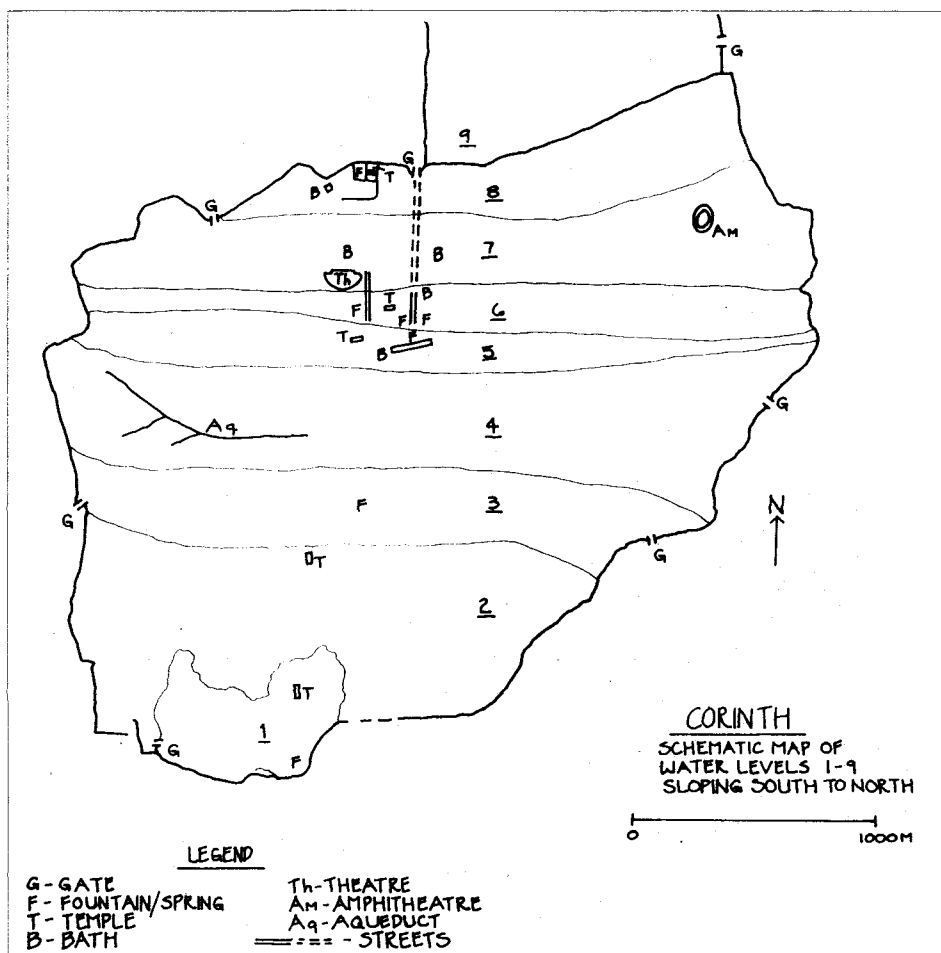 G
9
G
F
T
B
8
G
Am
B
B
7
Th
T
B
F
F
F
6
T
F
B
5
G
Aq
4
F
3
N
G
G
T
2
T
1
G
F
CORINTH
SCHEMATIC MAP OF
WATER LEVELS 1-9
SLOPING SOUTH TO NORTH
0
1000M
LEGEND
G - GATE
F - FOUNTAIN/SPRING
T - TEMPLE
B - BATH
Th - THEATRE
Am - AMPHITHEATRE
Aq - AQUEDUCT
- STREETS